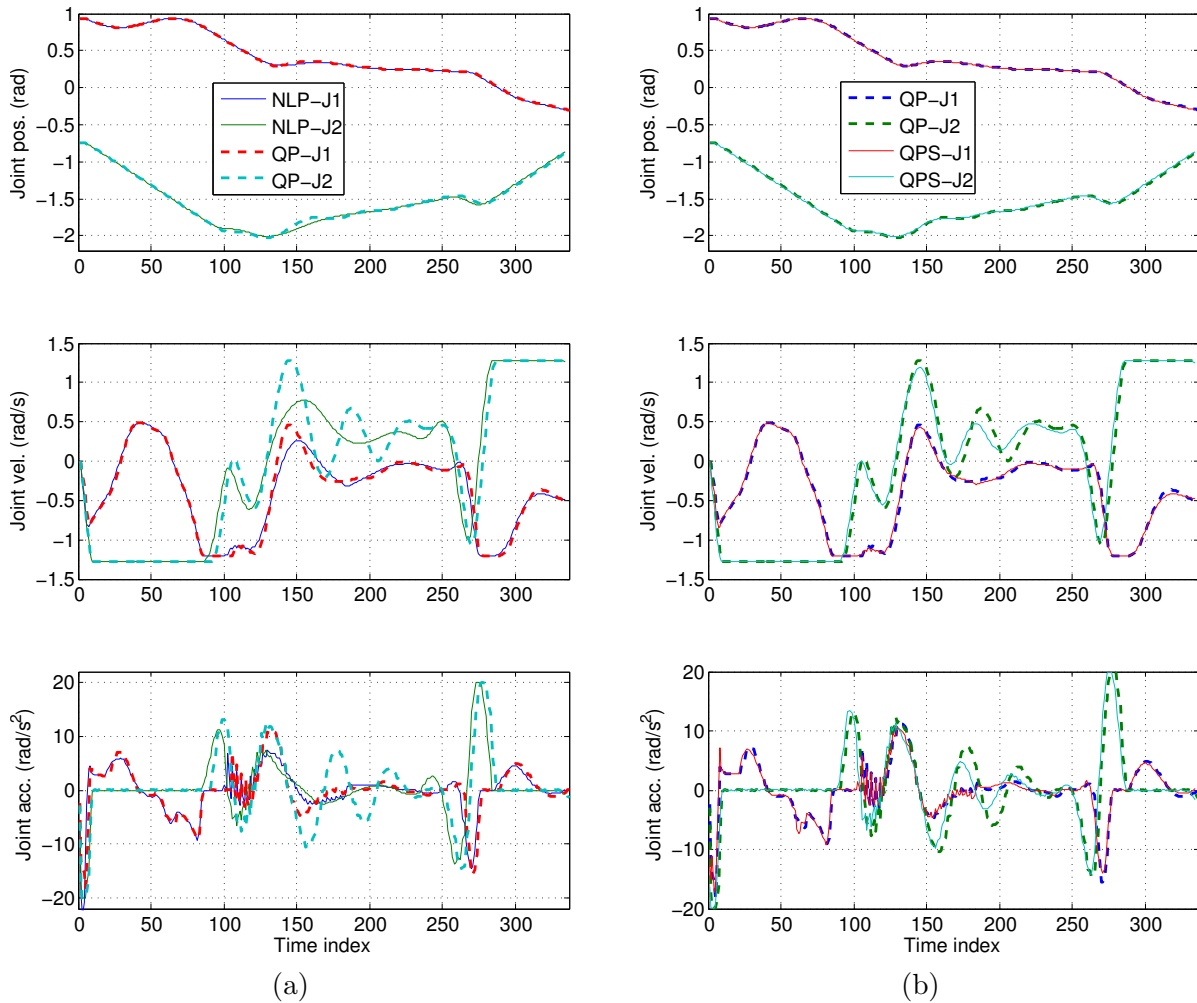 1
0.5
0
−0.5
−1
−1.5
−2
Joint pos. (rad)
NLP−J1
NLP−J2
QP−J1
QP−J2
0 50 100 150 200 250 300
1
0.5
0
−0.5
−1
−1.5
−2
Joint pos. (rad)
QP−J1
QP−J2
QPS−J1
QPS−J2
0 50 100 150 200 250 300
1.5
1
0.5
0
−0.5
−1
−1.5
Joint vel. (rad/s)
0 50 100 150 200 250 300
1.5
1
0.5
0
−0.5
−1
−1.5
Joint vel. (rad/s)
0 50 100 150 200 250 300
20
10
0
−10
−20
Joint acc. (rad/s²)
0 50 100 150 200 250 300
Time index
(a)
20
10
0
−10
−20
Joint acc. (rad/s²)
0 50 100 150 200 250 300
Time index
(b)